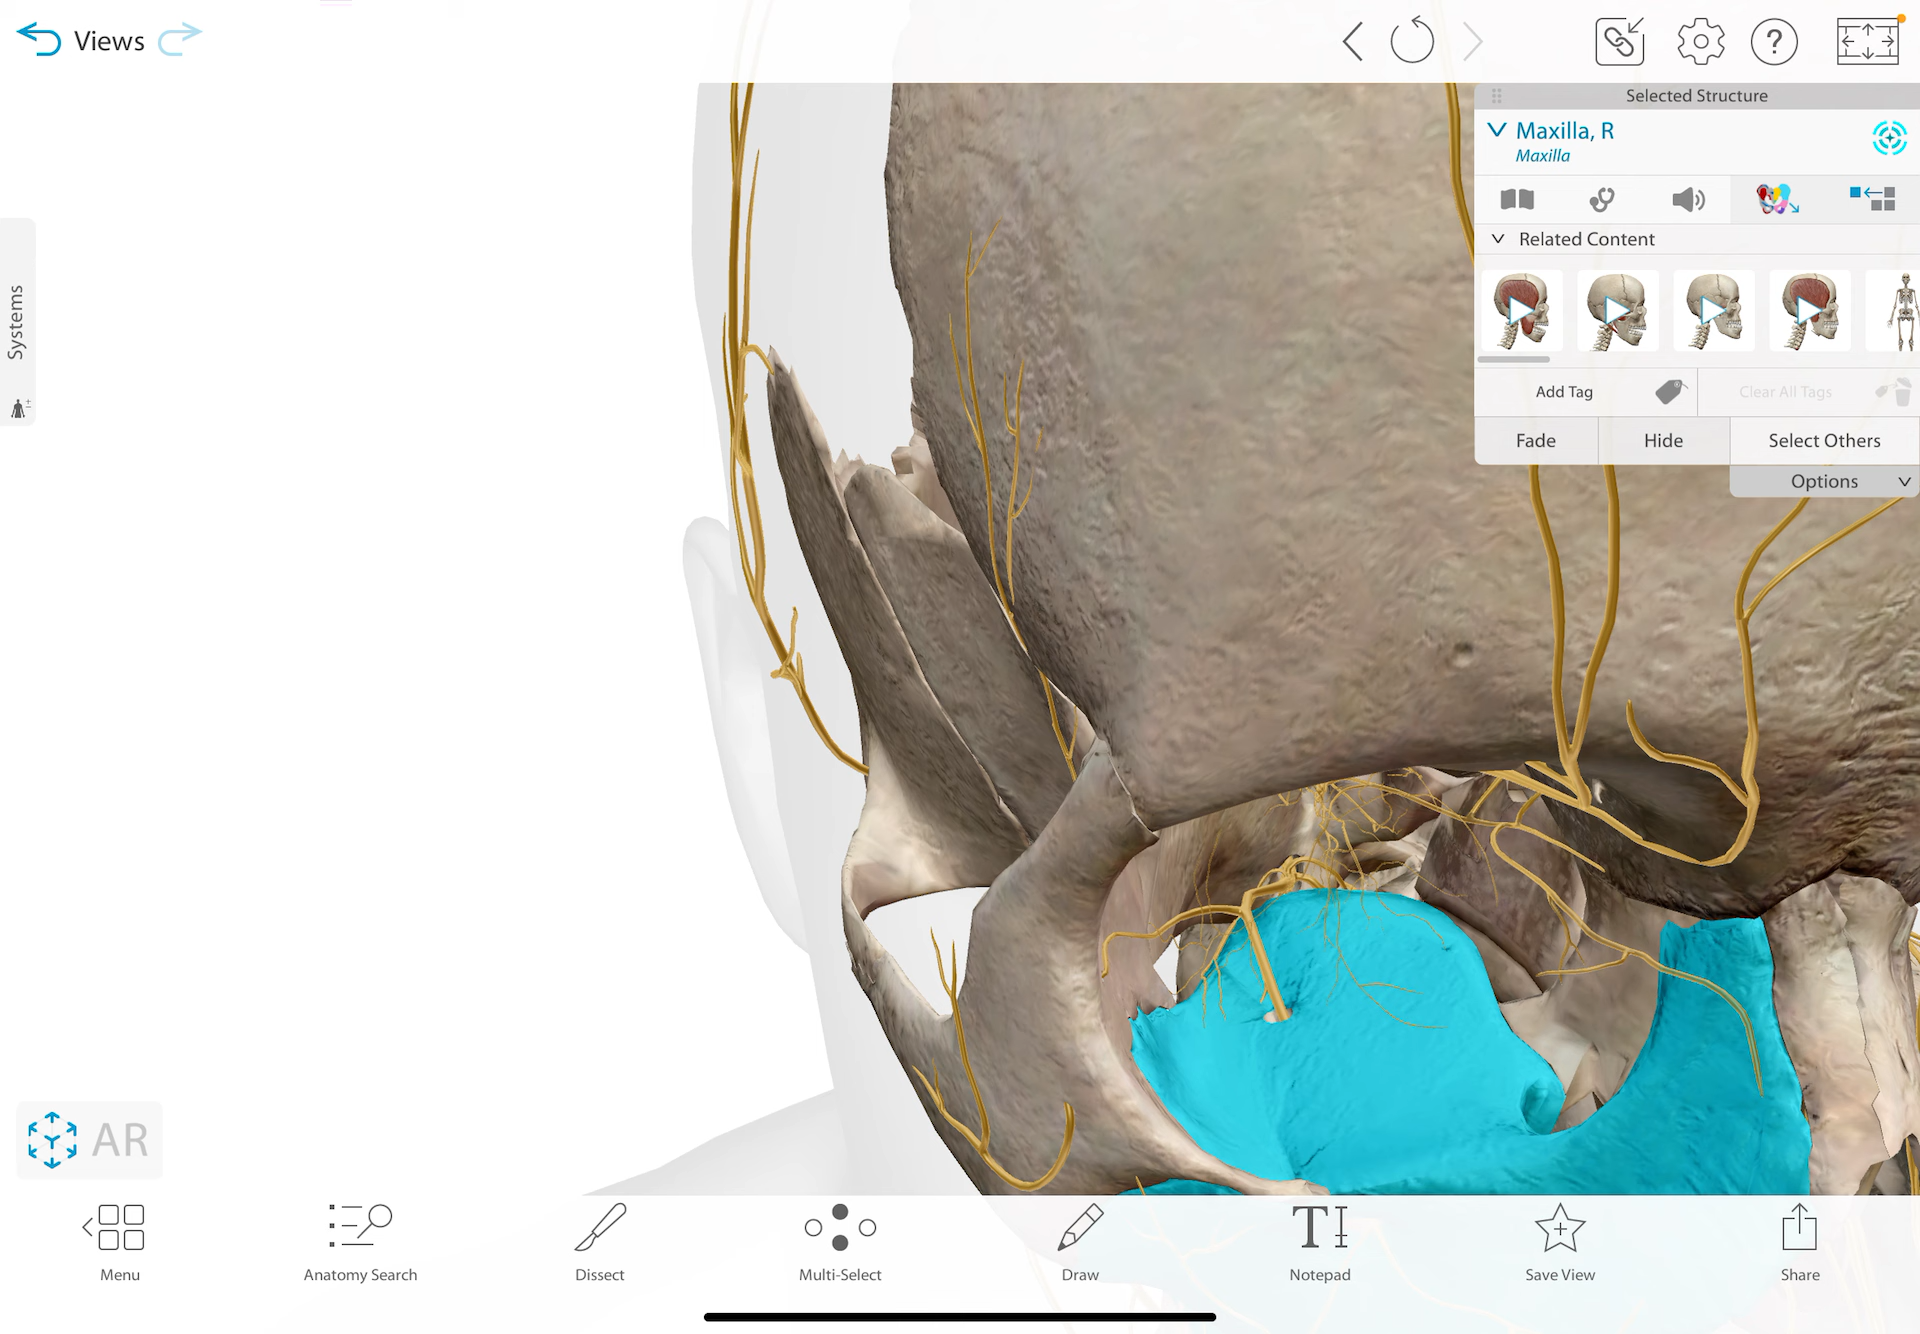 Views
Selected Structure
Maxilla, R
Maxilla
Related Content
Add Tag
Clear All Tags
Fade
Hide
Select Others
Options
Systems
AR
Menu
Anatomy Search
Dissect
Multi-Select
Draw
Notepad
Save View
Share